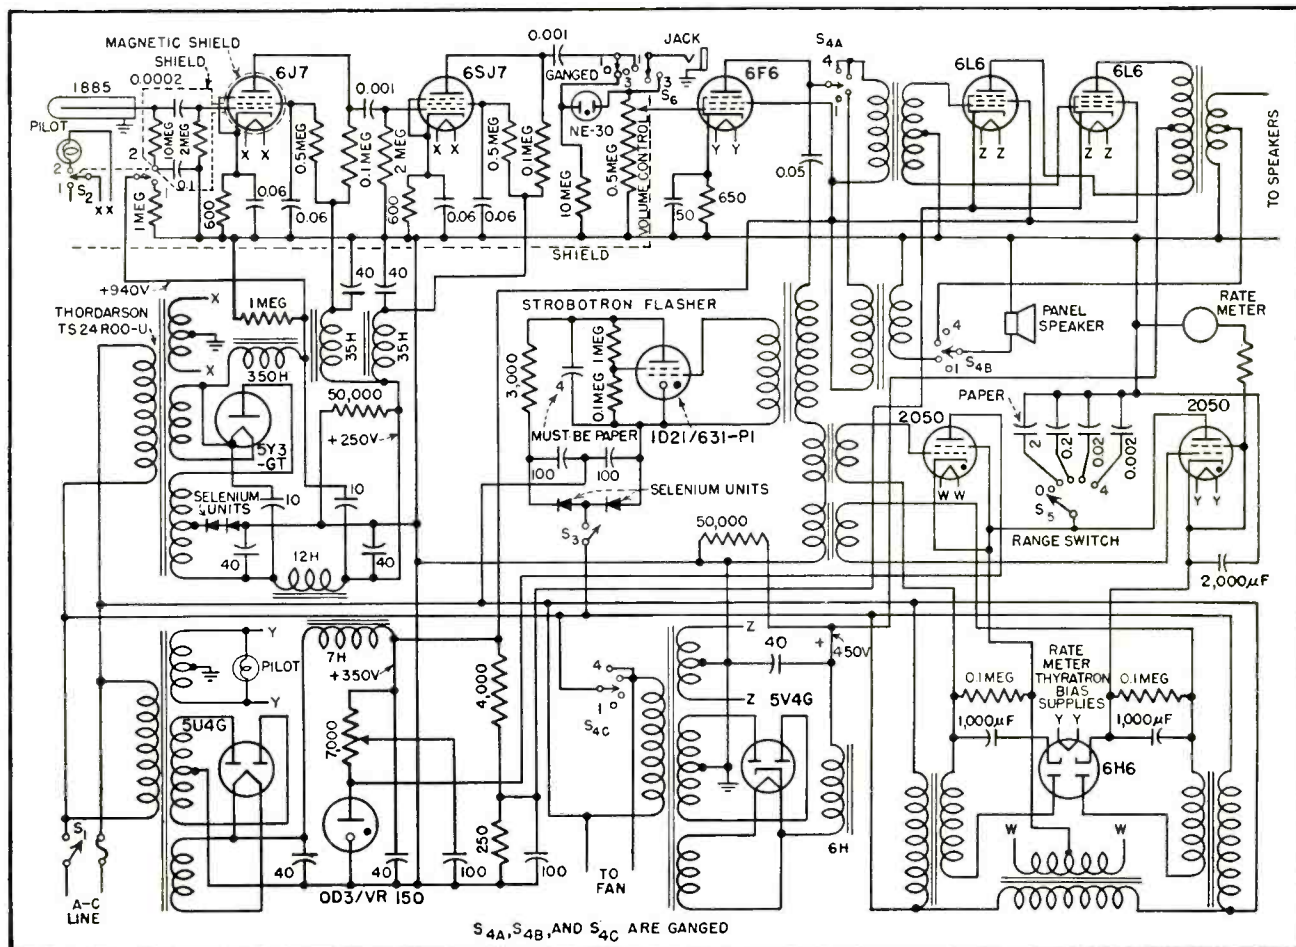 MAGNETIC SHIELD
SHIELD
0.0002
1885
PILOT
2
1
S2
XX
10MEG
2MEG
2
0.1
1MEG
600
6J7
X X
0.06
0.06
0.5MEG
0.1MEG
0.001
2MEG
600
6SJ7
X X
0.06
0.06
0.5MEG
0.1MEG
0.001
GANGED
1
3
1
3
S6
JACK
NE-30
10MEG
0.5MEG
VOLUME CONTROL
6F6
Y Y
50
650
0.05
S4A
4
1
6L6
Z Z
6L6
Z Z
TO SPEAKERS
SHIELD
+940V
THORDARSON
TS24R00-U
X
X
1MEG
350H
40
40
35H
35H
5Y3
-GT
50,000
+250V
SELENIUM
UNITS
10
10
40
12H
40
STROBOTRON FLASHER
3,000
4
1MEG
0.1MEG
MUST BE PAPER
1D21/631-P1
100
100
SELENIUM UNITS
S3
PANEL
SPEAKER
4
1
S4B
RATE
METER
2050
WW
PAPER
2
0.2
0.02
0.002
0
4
S5
RANGE SWITCH
2050
Y Y
50,000
2,000µF
Y
PILOT
Y
5U4G
7H
+350V
7,000
4,000
250
40
OD3/VR 150
40
100
100
S1
A-C
LINE
4
1
S4C
TO
FAN
Z
40
+
450V
Z
5V4G
6H
0.1MEG
1,000µF
RATE
METER
THYRATRON
BIAS
SUPPLIES
Y Y
0.1MEG
1,000µF
6H6
W
W
S4A, S4B, AND S4C ARE GANGED